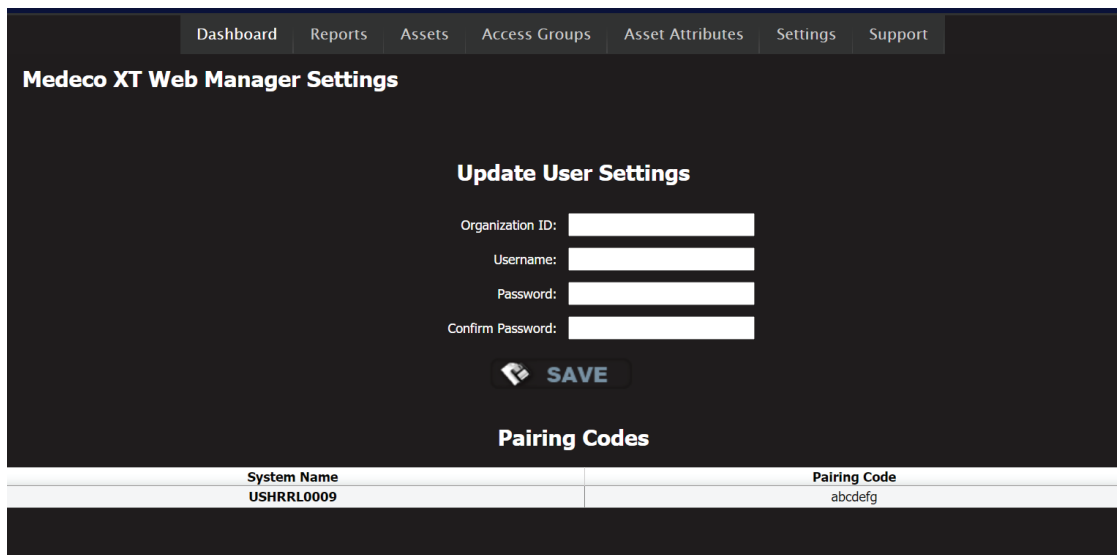 Dashboard Reports Assets Access Groups Asset Attributes Settings Support
Medeco XT Web Manager Settings
Update User Settings
Organization ID:
Username:
Password:
Confirm Password:
SAVE
Pairing Codes
System Name Pairing Code
USHRRL0009 abcdefg